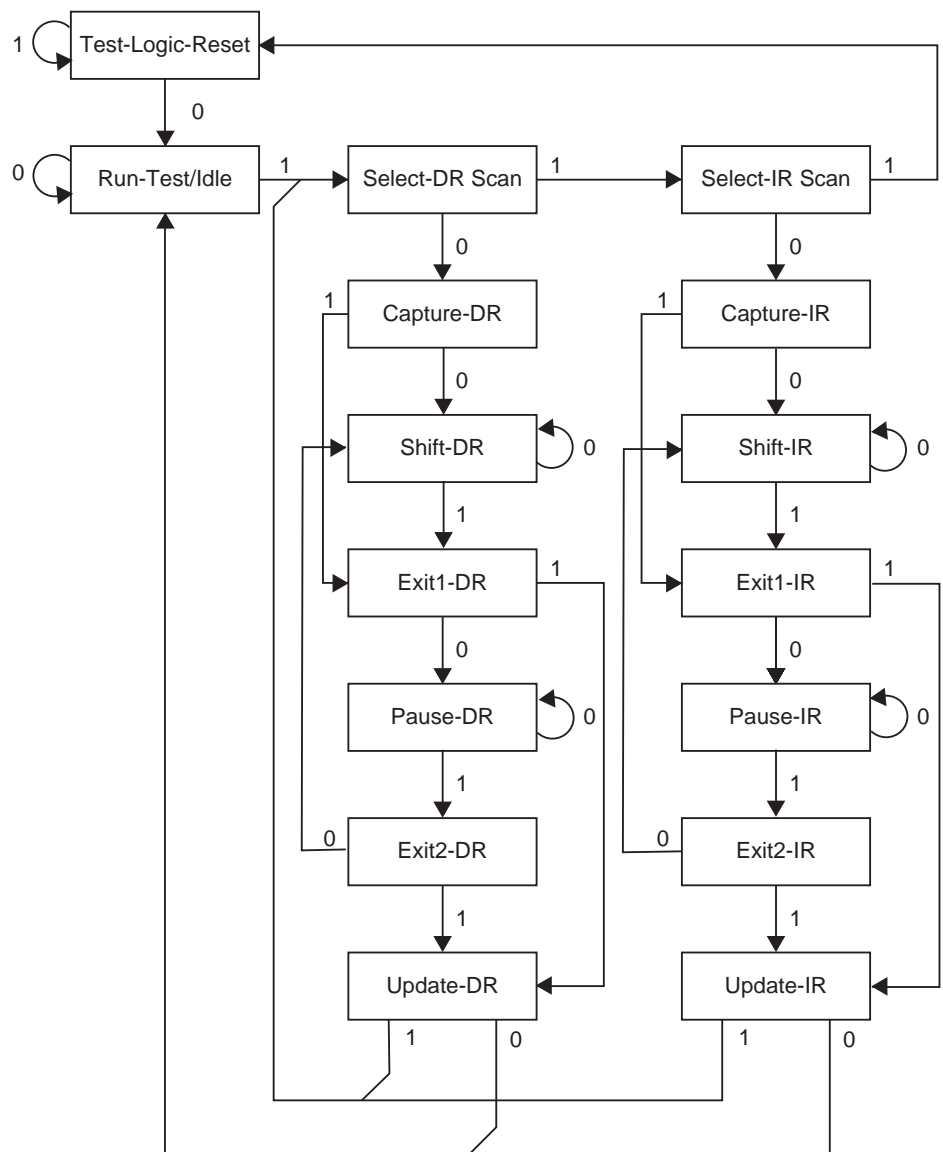 1 Test-Logic-Reset
0
0 Run-Test/Idle 1 Select-DR Scan 1 Select-IR Scan 1
0 0
1 Capture-DR 1 Capture-IR
0 0
Shift-DR 0 Shift-IR 0
1 1
Exit1-DR 1 Exit1-IR 1
0 0
Pause-DR 0 Pause-IR 0
1 1
0 Exit2-DR 0 Exit2-IR
1 1
Update-DR Update-IR
1 0 1 0